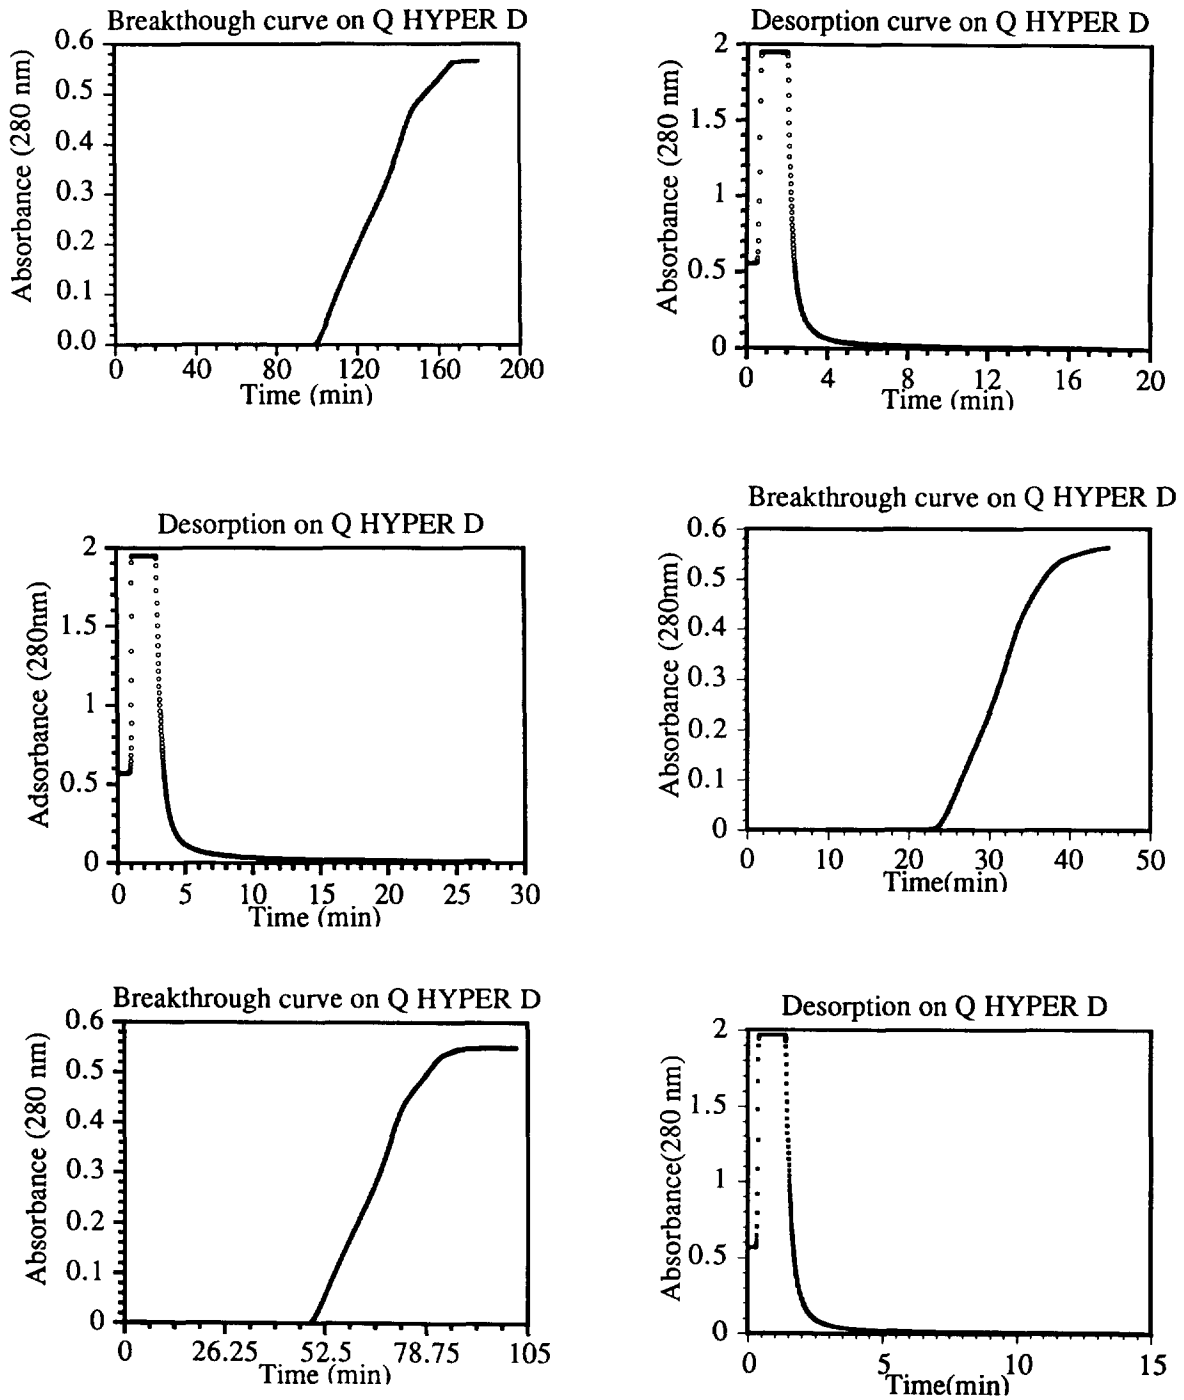 Breakthough curve on Q HYPER D
Absorbance (280 nm)
0.6
0.5
0.4
0.3
0.2
0.1
0.0
0 40 80 120 160 200
Time (min)
Desorption curve on Q HYPER D
Absorbance (280 nm)
2
1.5
1
0.5
0
0 4 8 12 16 20
Time (min)
Desorption on Q HYPER D
Adsorbance (280nm)
2
1.5
1
0.5
0
0 5 10 15 20 25 30
Time (min)
Breakthrough curve on Q HYPER D
Absorbance (280nm)
0.6
0.5
0.4
0.3
0.2
0.1
0
0 10 20 30 40 50
Time(min)
Breakthrough curve on Q HYPER D
Absorbance (280 nm)
0.6
0.5
0.4
0.3
0.2
0.1
0
0 26.25 52.5 78.75 105
Time (min)
Desorption on Q HYPER D
Absorbance(280 nm)
2
1.5
1
0.5
0
0 5 10 15
Time(min)